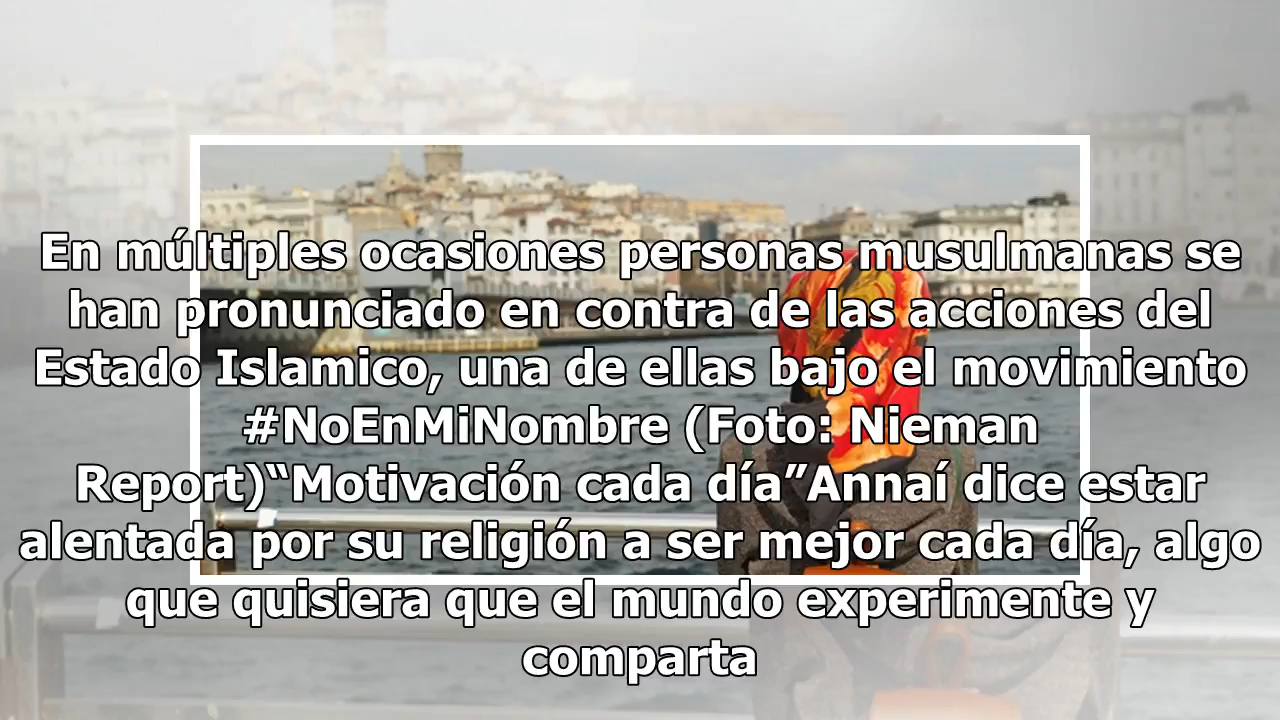 En múltiples ocasiones personas musulmanas se
han pronunciado en contra de las acciones del
Estado Islamico, una de ellas bajo el movimiento
#NoEnMiNombre (Foto: Nieman
Report)“Motivación cada día”Annaí dice estar
alentada por su religión a ser mejor cada día, algo
que quisiera que el mundo experimente y
comparta